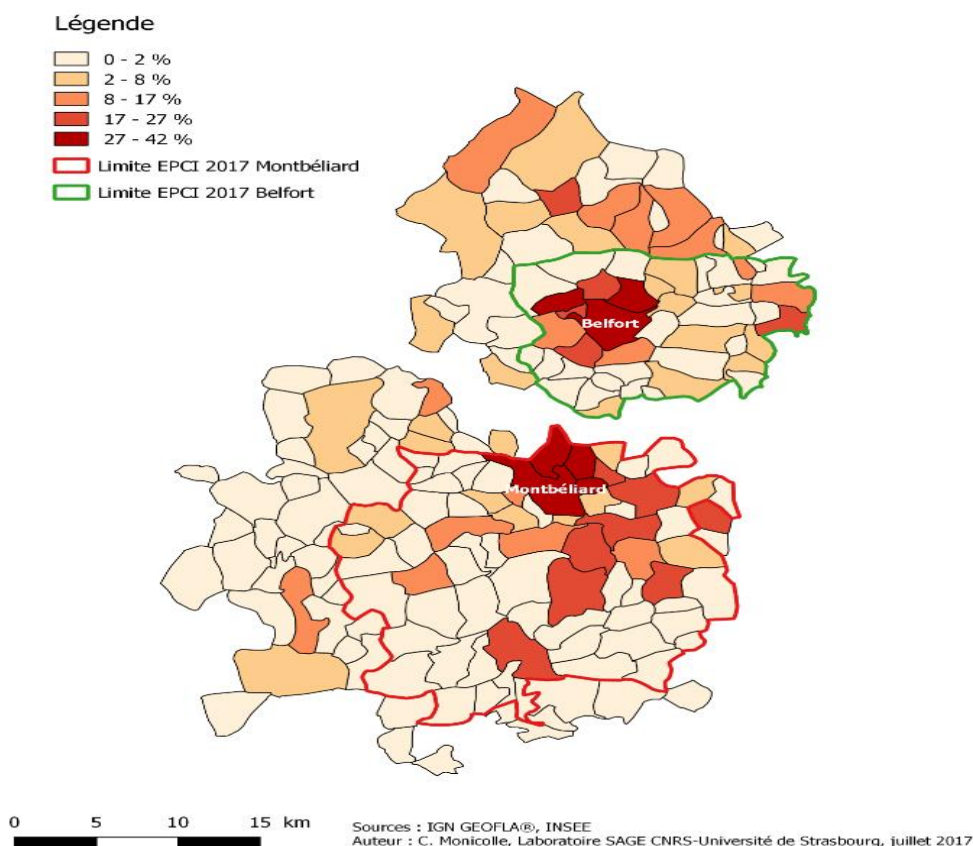 Légende
0 - 2 %
2 - 8 %
8 - 17 %
17 - 27 %
27 - 42 %
Limite EPCI 2017 Montbéliard
Limite EPCI 2017 Belfort
Belfort
Montbéliard
0 5 10 15 km
Sources : IGN GEOFLA®, INSEE
Auteur : C. Monicolle, Laboratoire SAGE CNRS-Université de Strasbourg, juillet 2017